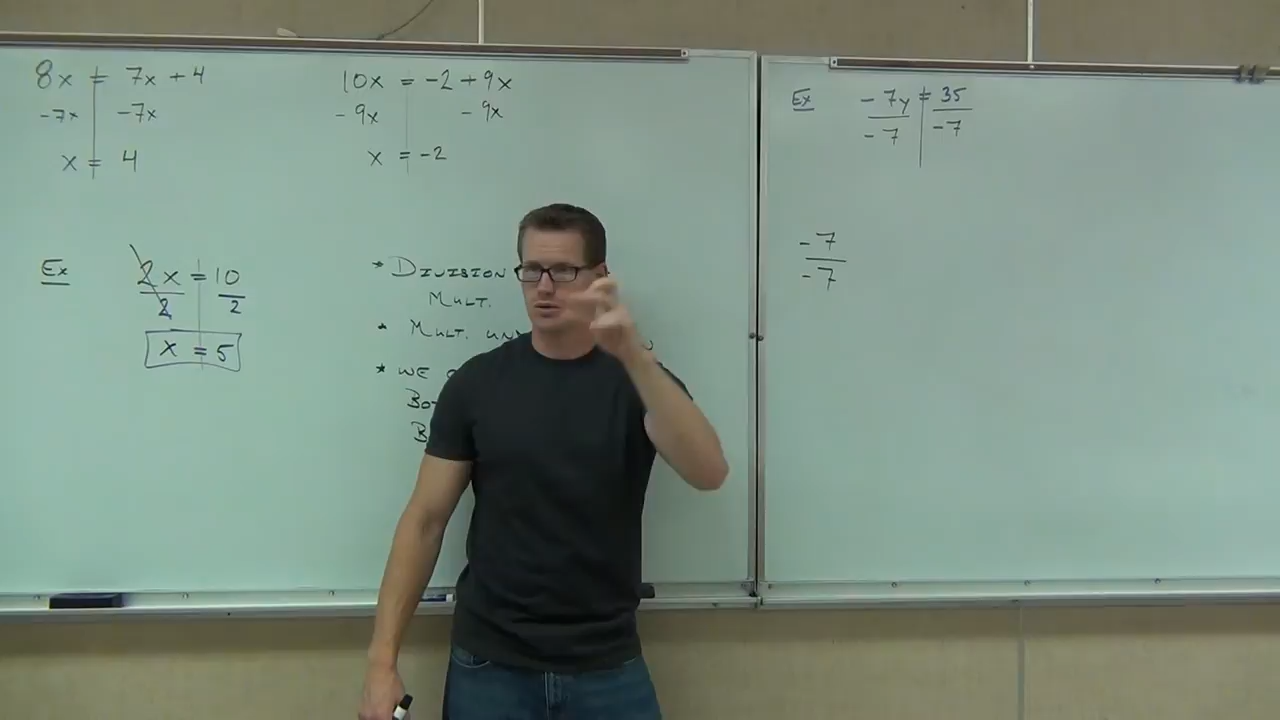 8x = 7x + 4
-7x -7x
x = 4
10x = -2 + 9x
- 9x - 9x
x = -2
Ex
2x = 10
2 2
x = 5
* DIVISION
MULT.
* MULT.
* WE
Ex
- 7y = 35
- 7 - 7
- 7
- 7